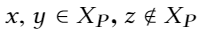 x, y ∈ X_P, z ∉ X_P